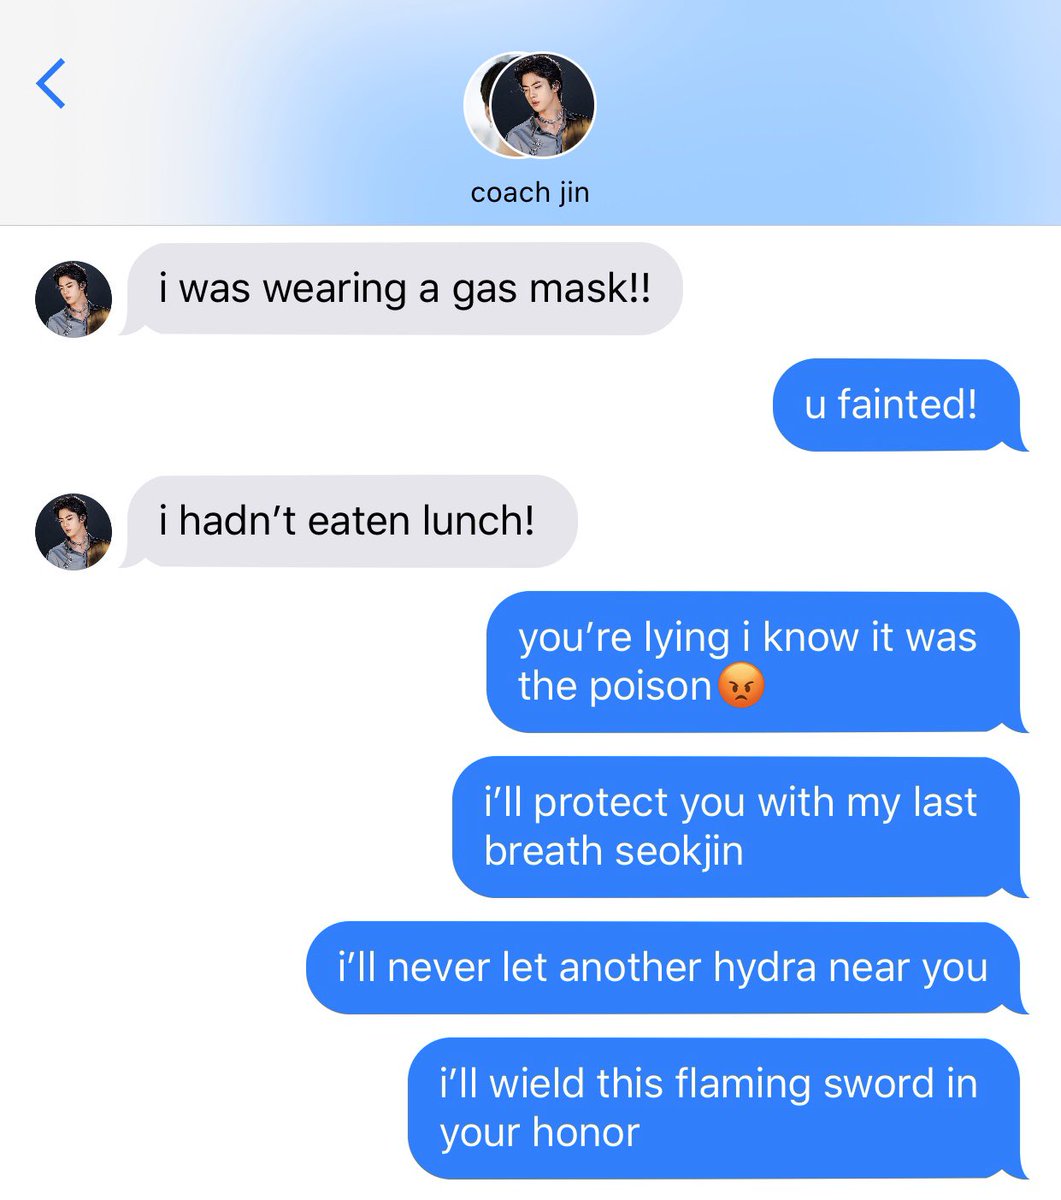 coach jin
i was wearing a gas mask!!
u fainted!
i hadn’t eaten lunch!
you’re lying i know it was
the poison😡
i’ll protect you with my last
breath seokjin
i’ll never let another hydra near you
i’ll wield this flaming sword in
your honor